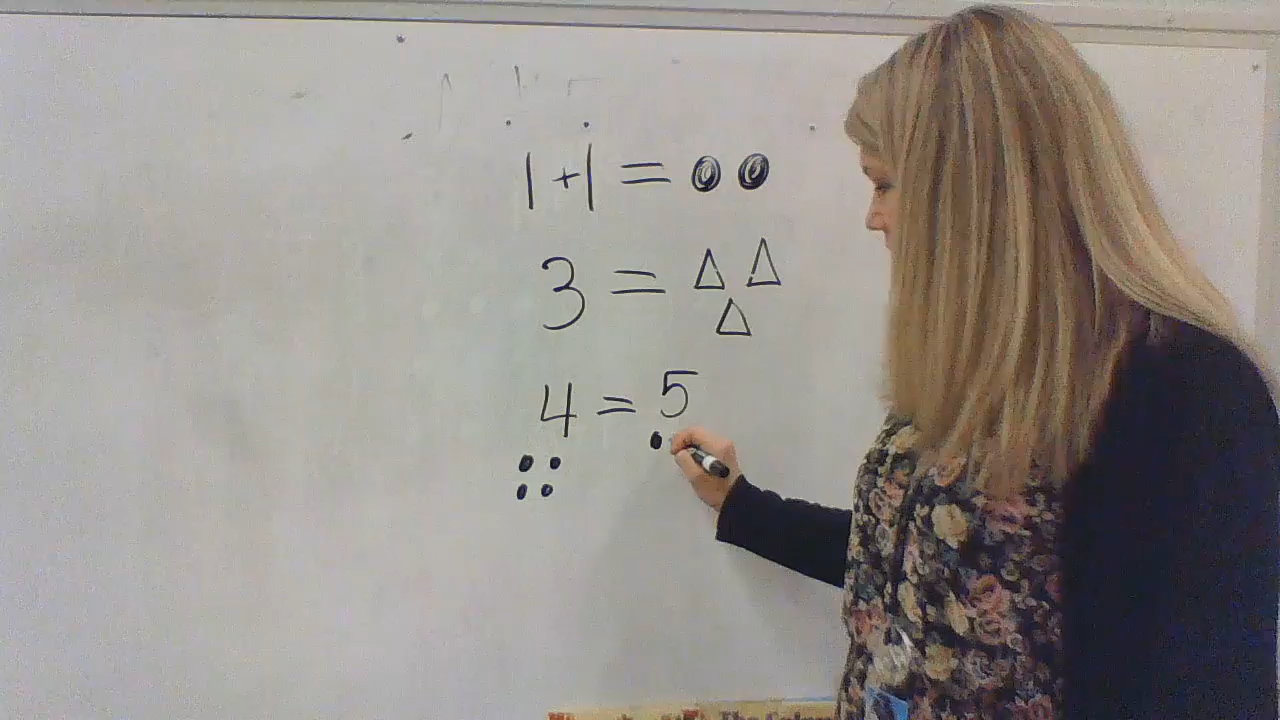 1 + 1 =
3 =
4 = 5